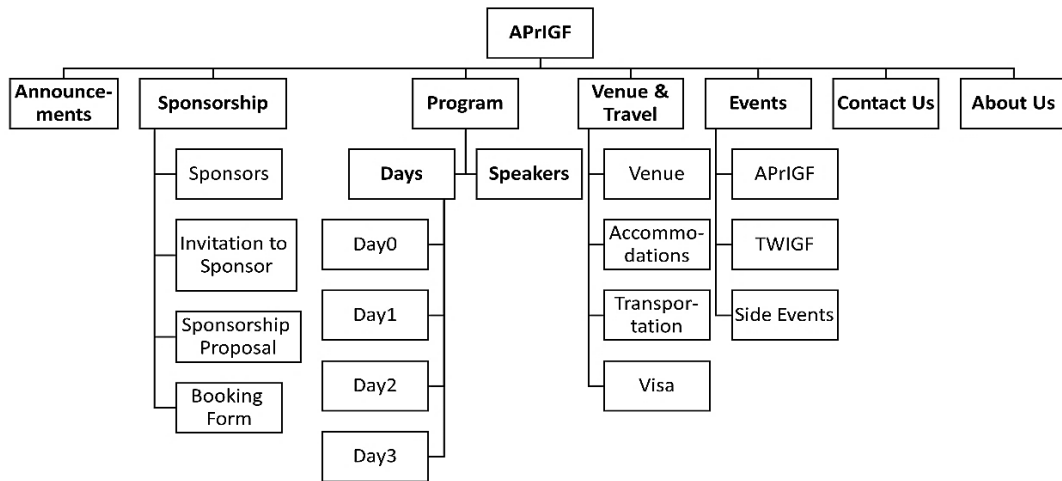 APrIGF
Announce-
ments
Sponsorship
Program
Venue &
Travel
Events
Contact Us
About Us
Sponsors
Invitation to
Sponsor
Sponsorship
Proposal
Booking
Form
Days
Speakers
Day0
Day1
Day2
Day3
Venue
Accommo-
dations
Transpor-
tation
Visa
APrIGF
TWIGF
Side Events